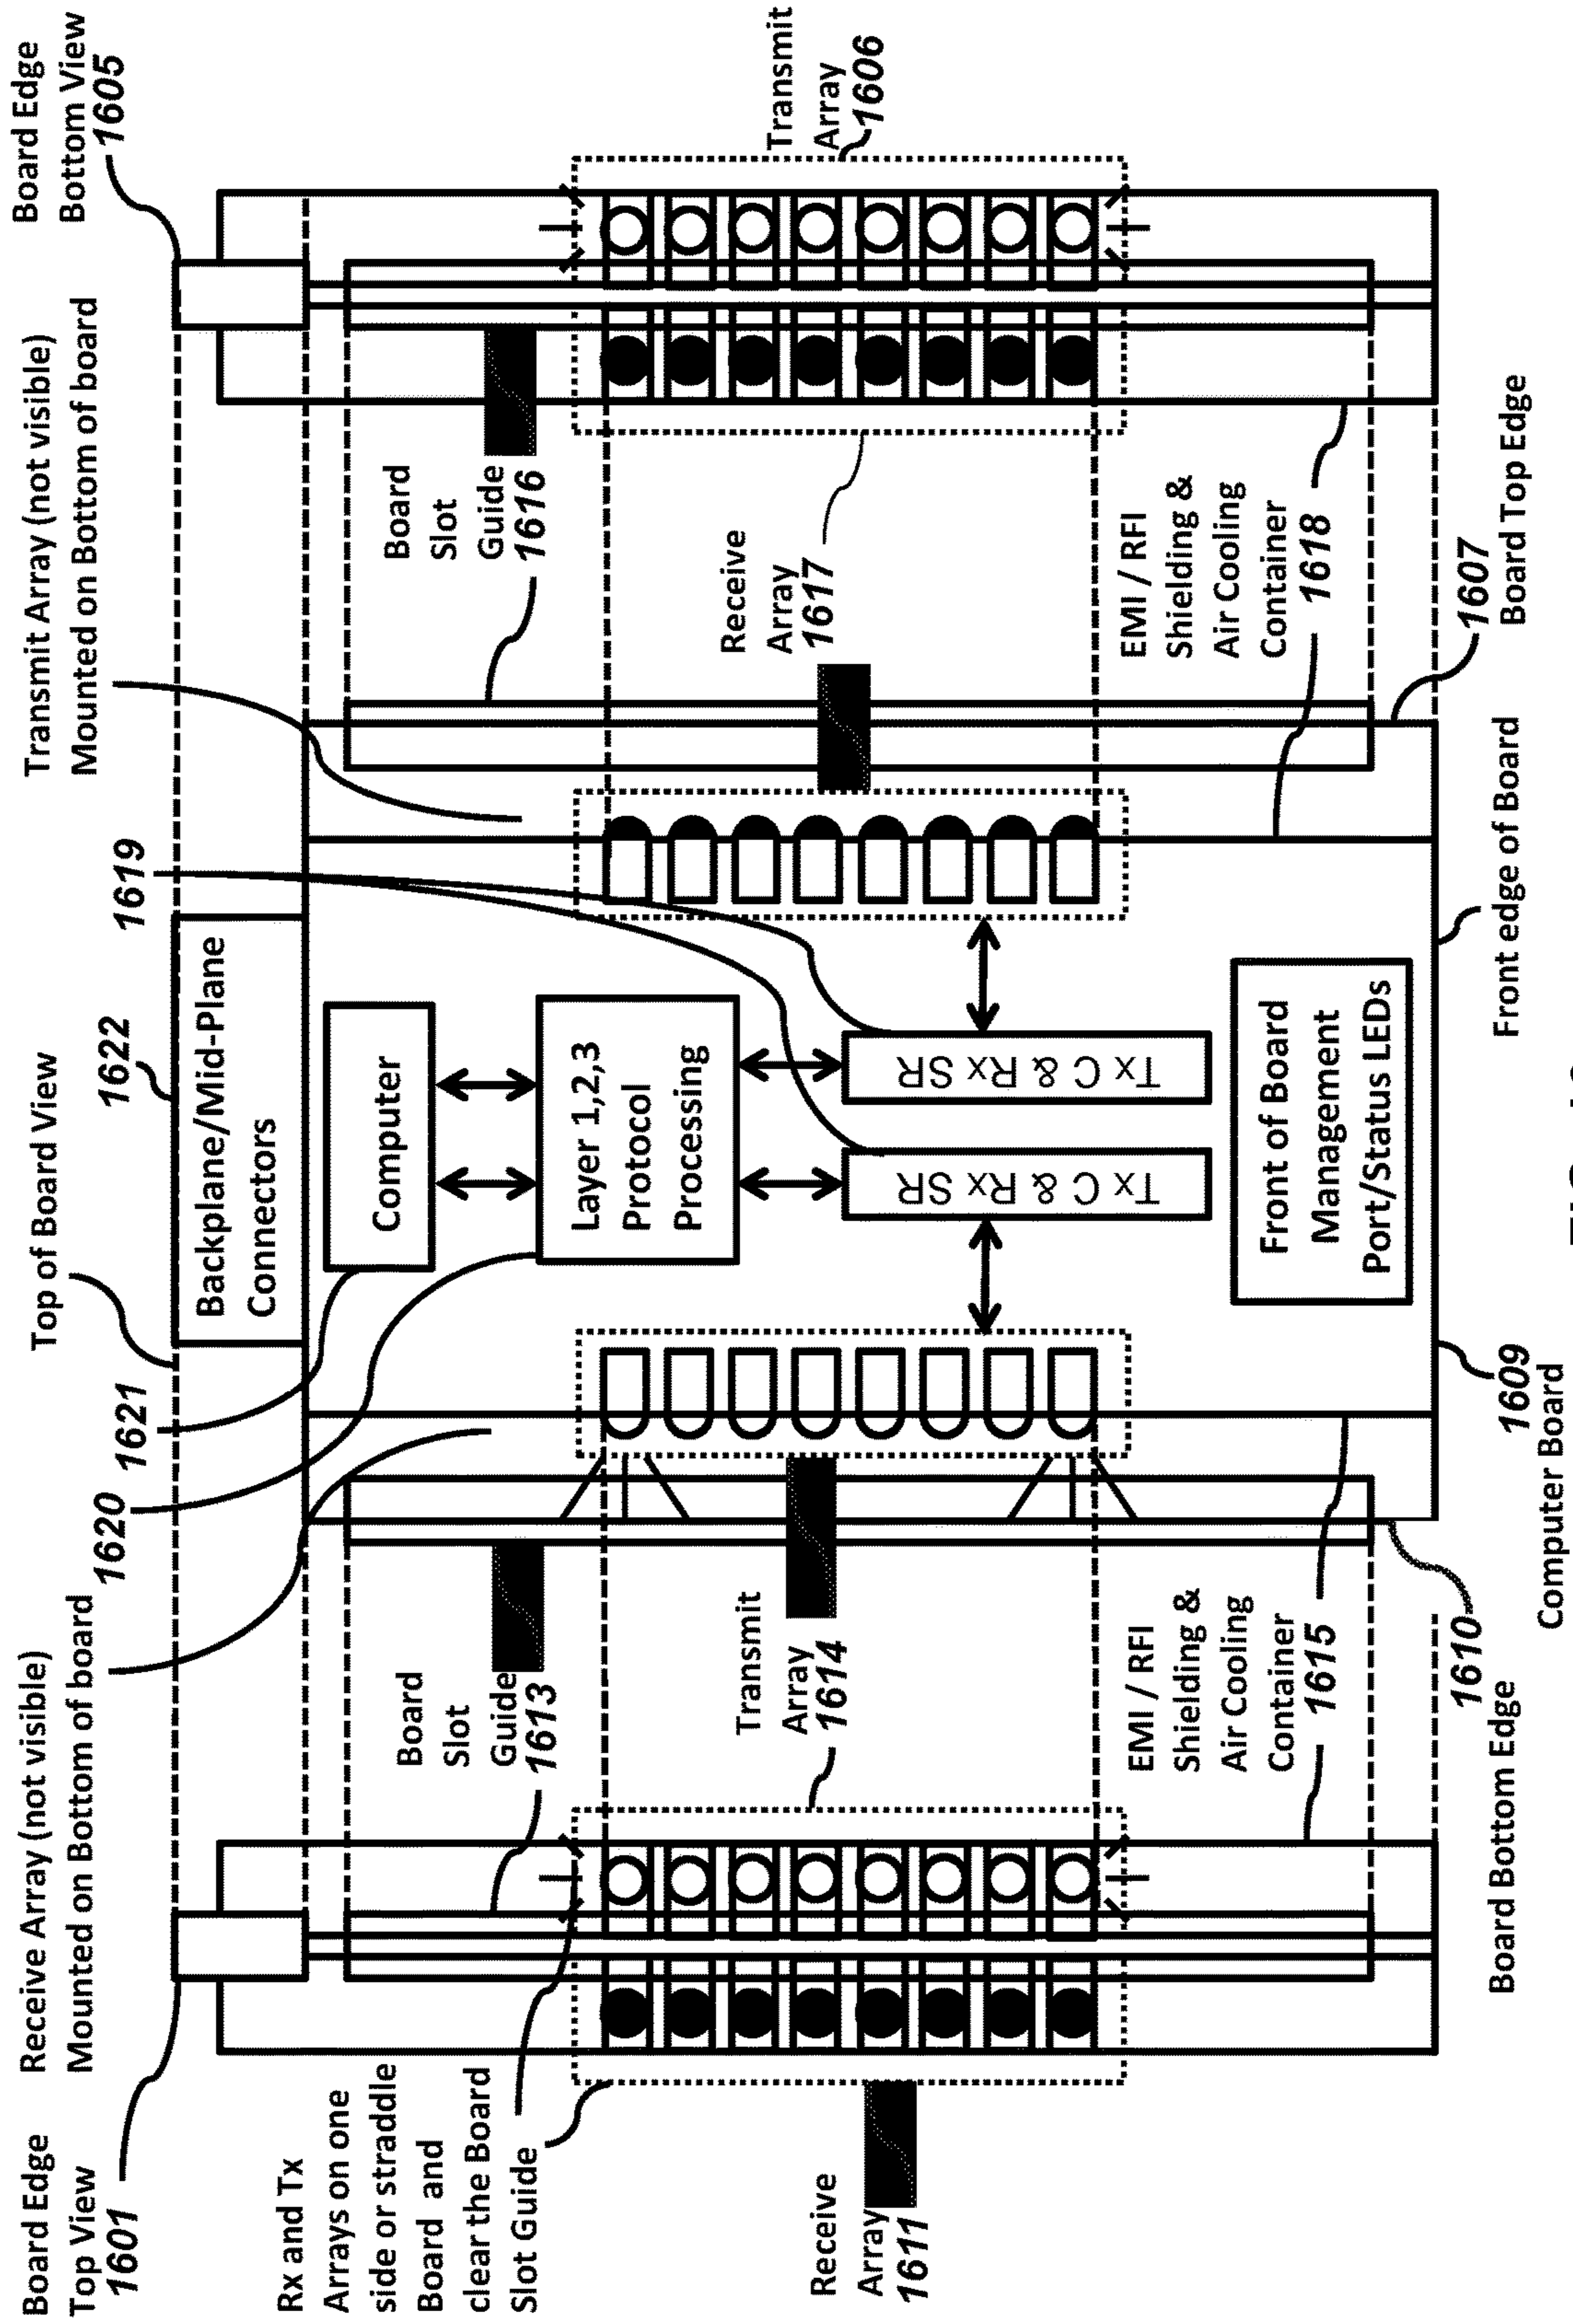 Board Edge
Top View
1601
Receive Array (not visible)
Mounted on Bottom of board
1620
1621
Top of Board View
1622
1619
Transmit Array (not visible)
Mounted on Bottom of board
Board Edge
Bottom View
1605
Backplane/Mid-Plane
Connectors
Rx and Tx
Arrays on one
side or straddle
Board and
clear the Board
Slot Guide
Board
Slot
Guide
1613
Computer
Board
Slot
Guide
1616
Layer 1,2,3
Protocol
Processing
Receive
Array
1611
Transmit
Array
1614
Tx C & Rx SR
Tx C & Rx SR
Receive
Array
1617
Transmit
Array
1606
EMI / RFI
Shielding &
Air Cooling
Container
1615
Front of Board
Management
Port/Status LEDs
EMI / RFI
Shielding &
Air Cooling
Container
1618
1610
Board Bottom Edge
1609
Computer Board
Front edge of Board
1607
Board Top Edge